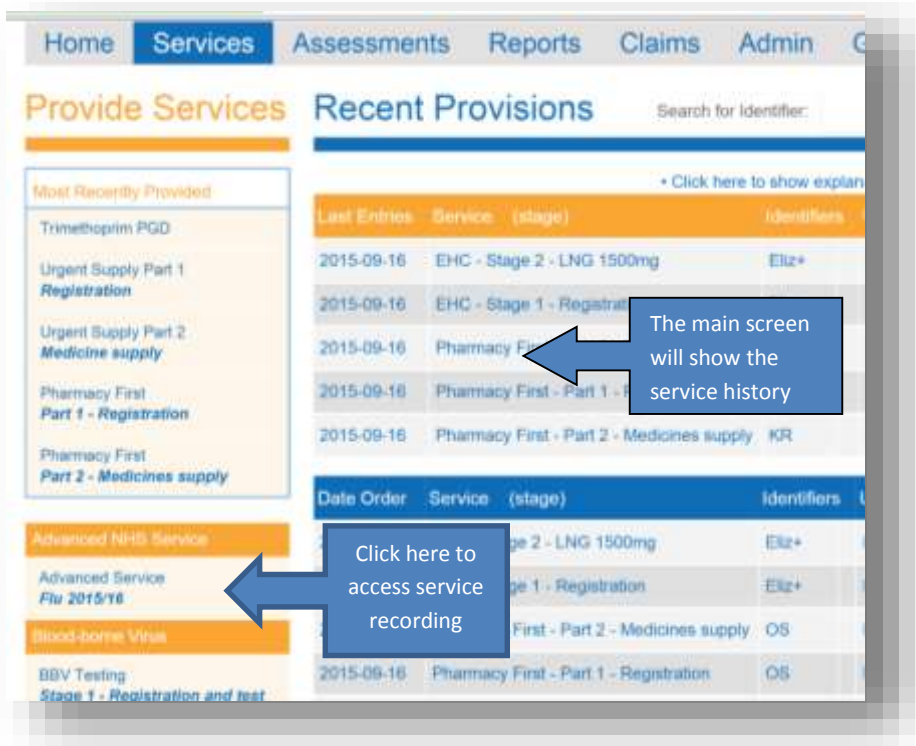 Home Services Assessments Reports Claims Admin
Provide Services
Recent Provisions Search for Identifier:
• Click here to show
Most Recently Provided
Trimethoprim PGD
Urgent Supply Part 1
Registration
Urgent Supply Part 2
Medicine supply
Pharmacy First
Part 1 - Registration
Pharmacy First
Part 2 - Medicines supply
Advanced NHS Service
Advanced Service
Flu 2015/16
Blood-borne Virus
BBV Testing
Stage 1 - Registration and test
Last Entries Service (stage) Identifiers
2015-09-16 EHC - Stage 2 - LNG 1500mg Eliz+
2015-09-16 EHC - Stage 1 -
2015-09-16 Pharmacy
2015-09-16 Pharmacy First - Part 1 -
2015-09-16 Pharmacy First - Part 2 - Medicines supply KR
The main screen
will show the
service history
Date Order Service (stage) Identifiers
2 - LNG 1500mg Eliz+
1 - Registration Eliz+
First - Part 2 - Medicines supply OS
2015-09-16 Pharmacy First - Part 1 - Registration OS
Click here to
access service
recording